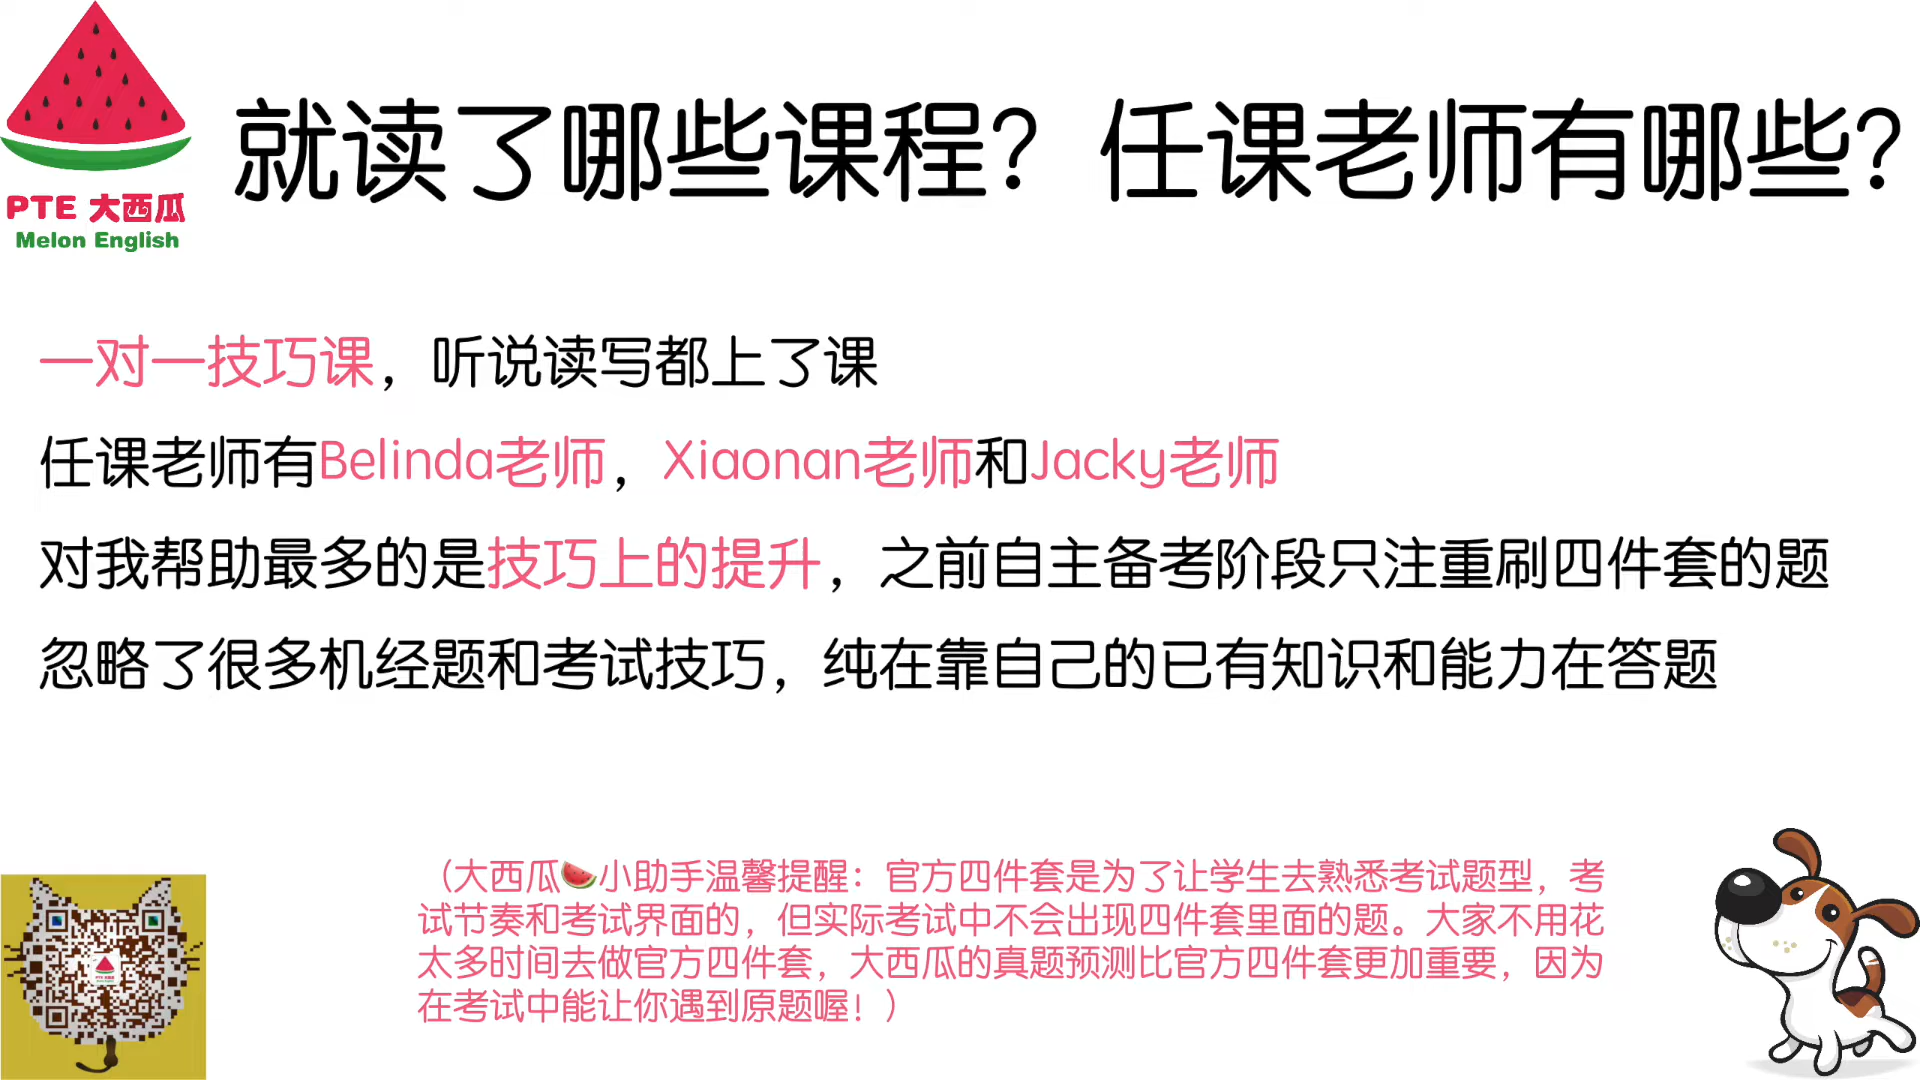 PTE 大西瓜
Melon English
就读了哪些课程？任课老师有哪些？
一对一技巧课，听说读写都上了课
任课老师有Belinda老师，Xiaonan老师和Jacky老师
对我帮助最多的是技巧上的提升，之前自主备考阶段只注重刷四件套的题
忽略了很多机经题和考试技巧，纯在靠自己的已有知识和能力在答题
（大西瓜🍉小助手温馨提醒：官方四件套是为了让学生去熟悉考试题型，考
试节奏和考试界面的，但实际考试中不会出现四件套里面的题。大家不用花
太多时间去做官方四件套，大西瓜的真题预测比官方四件套更加重要，因为
在考试中能让你遇到原题喔！）